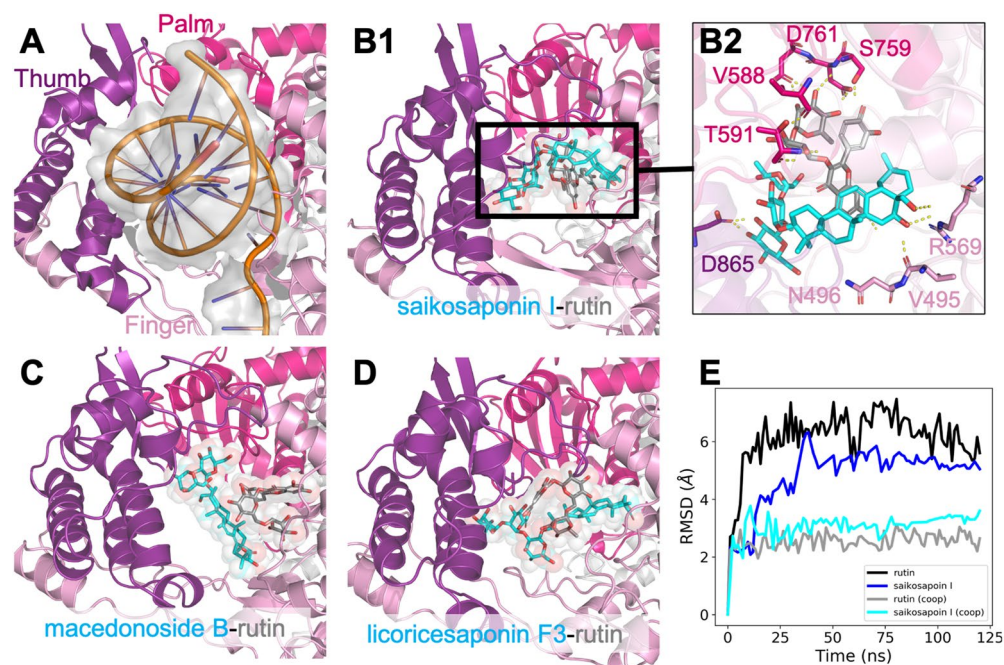 A
Palm
Thumb
Finger
B1
saikosaponin I-rutin
B2
D761
S759
V588
T591
D865
N496
R569
V495
C
macedonoside B-rutin
D
licoricesaponin F3-rutin
E
RMSD (Å)
6
4
2
0
0
25
50
75
100
125
Time (ns)
rutin
saikosapoin I
rutin (coop)
saikosapoin I (coop)